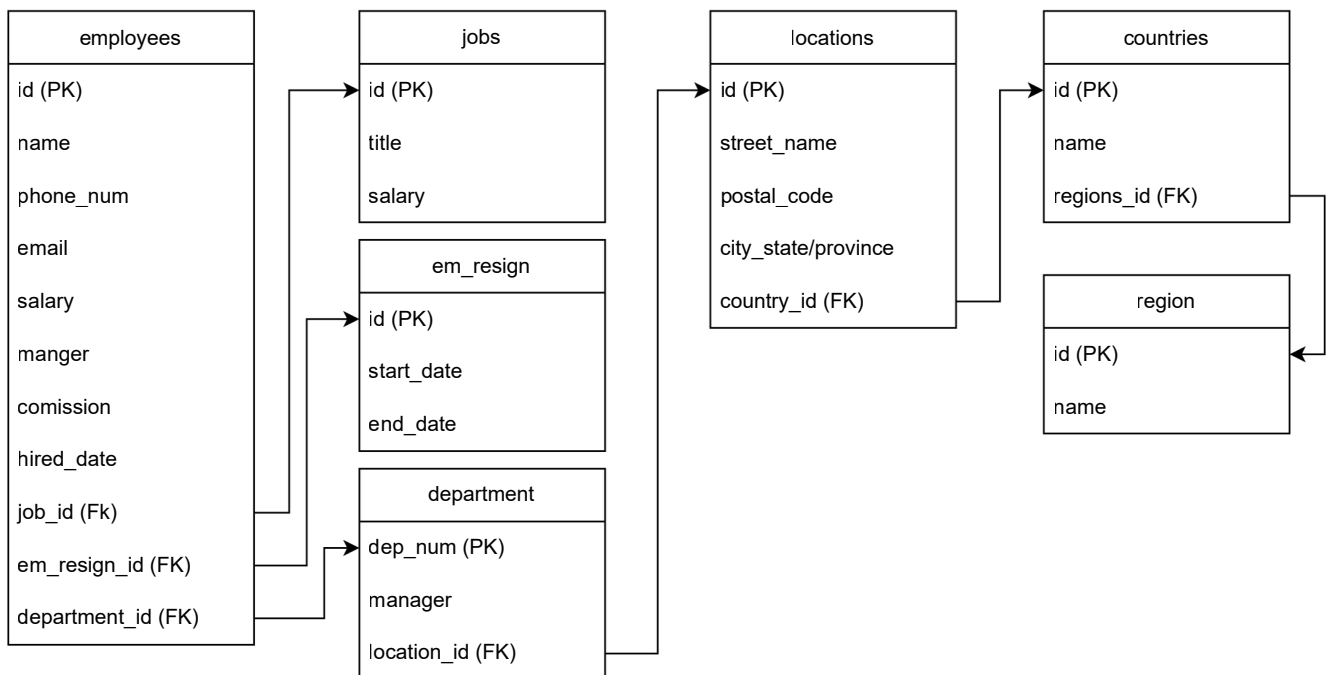 employees
id (PK)
name
phone_num
email
salary
manger
comission
hired_date
job_id (Fk)
em_resign_id (FK)
department_id (FK)
jobs
id (PK)
title
salary
em_resign
id (PK)
start_date
end_date
department
dep_num (PK)
manager
location_id (FK)
locations
id (PK)
street_name
postal_code
city_state/province
country_id (FK)
countries
id (PK)
name
regions_id (FK)
region
id (PK)
name